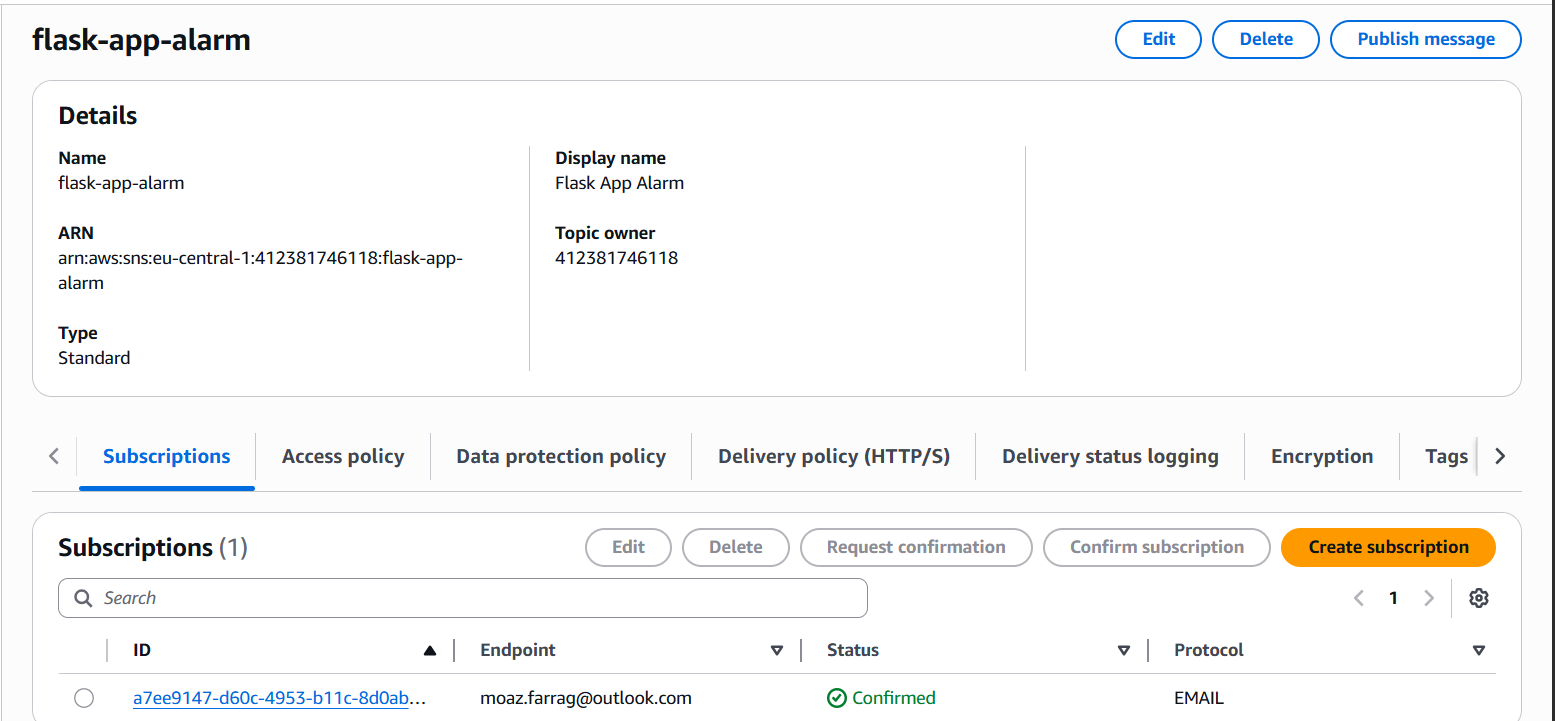 flask-app-alarm
Edit
Delete
Publish message
Details
Name
flask-app-alarm
ARN
arn:aws:sns:eu-central-1:412381746118:flask-app-
alarm
Type
Standard
Display name
Flask App Alarm
Topic owner
412381746118
Subscriptions
Access policy
Data protection policy
Delivery policy (HTTP/S)
Delivery status logging
Encryption
Tags
Subscriptions (1)
Edit
Delete
Request confirmation
Confirm subscription
Create subscription
Search
1
ID
Endpoint
Status
Protocol
a7ee9147-d60c-4953-b11c-8d0ab...
moaz.farrag@outlook.com
Confirmed
EMAIL